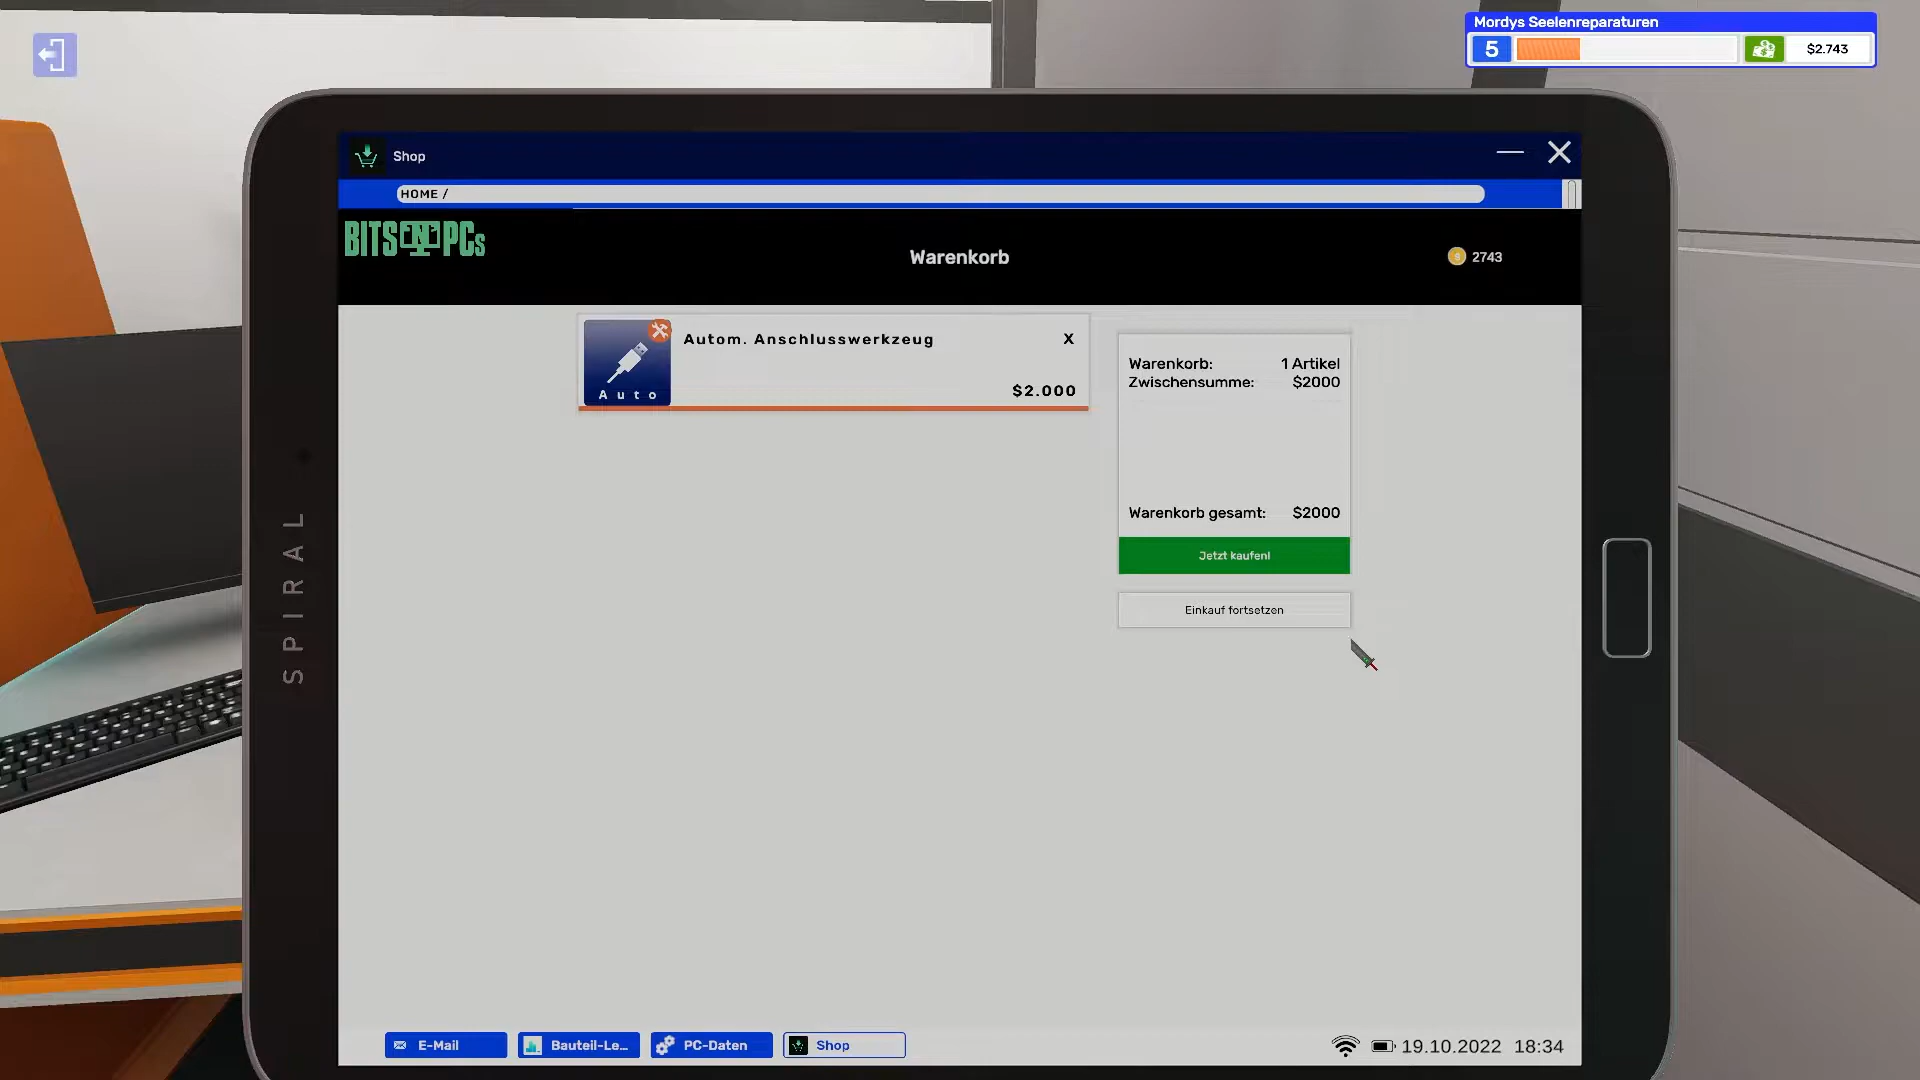 Mordys Seelenreparaturen
5
$2.743
Shop
HOME /
BITS EN PCs
Warenkorb
2743
Autom. Anschlusswerkzeug
X
Auto
$2.000
Warenkorb: 1 Artikel
Zwischensumme: $2000
Warenkorb gesamt: $2000
Jetzt kaufen!
Einkauf fortsetzen
SPIRAL
E-Mail
Bauteil-Le...
PC-Daten
Shop
19.10.2022 18:34